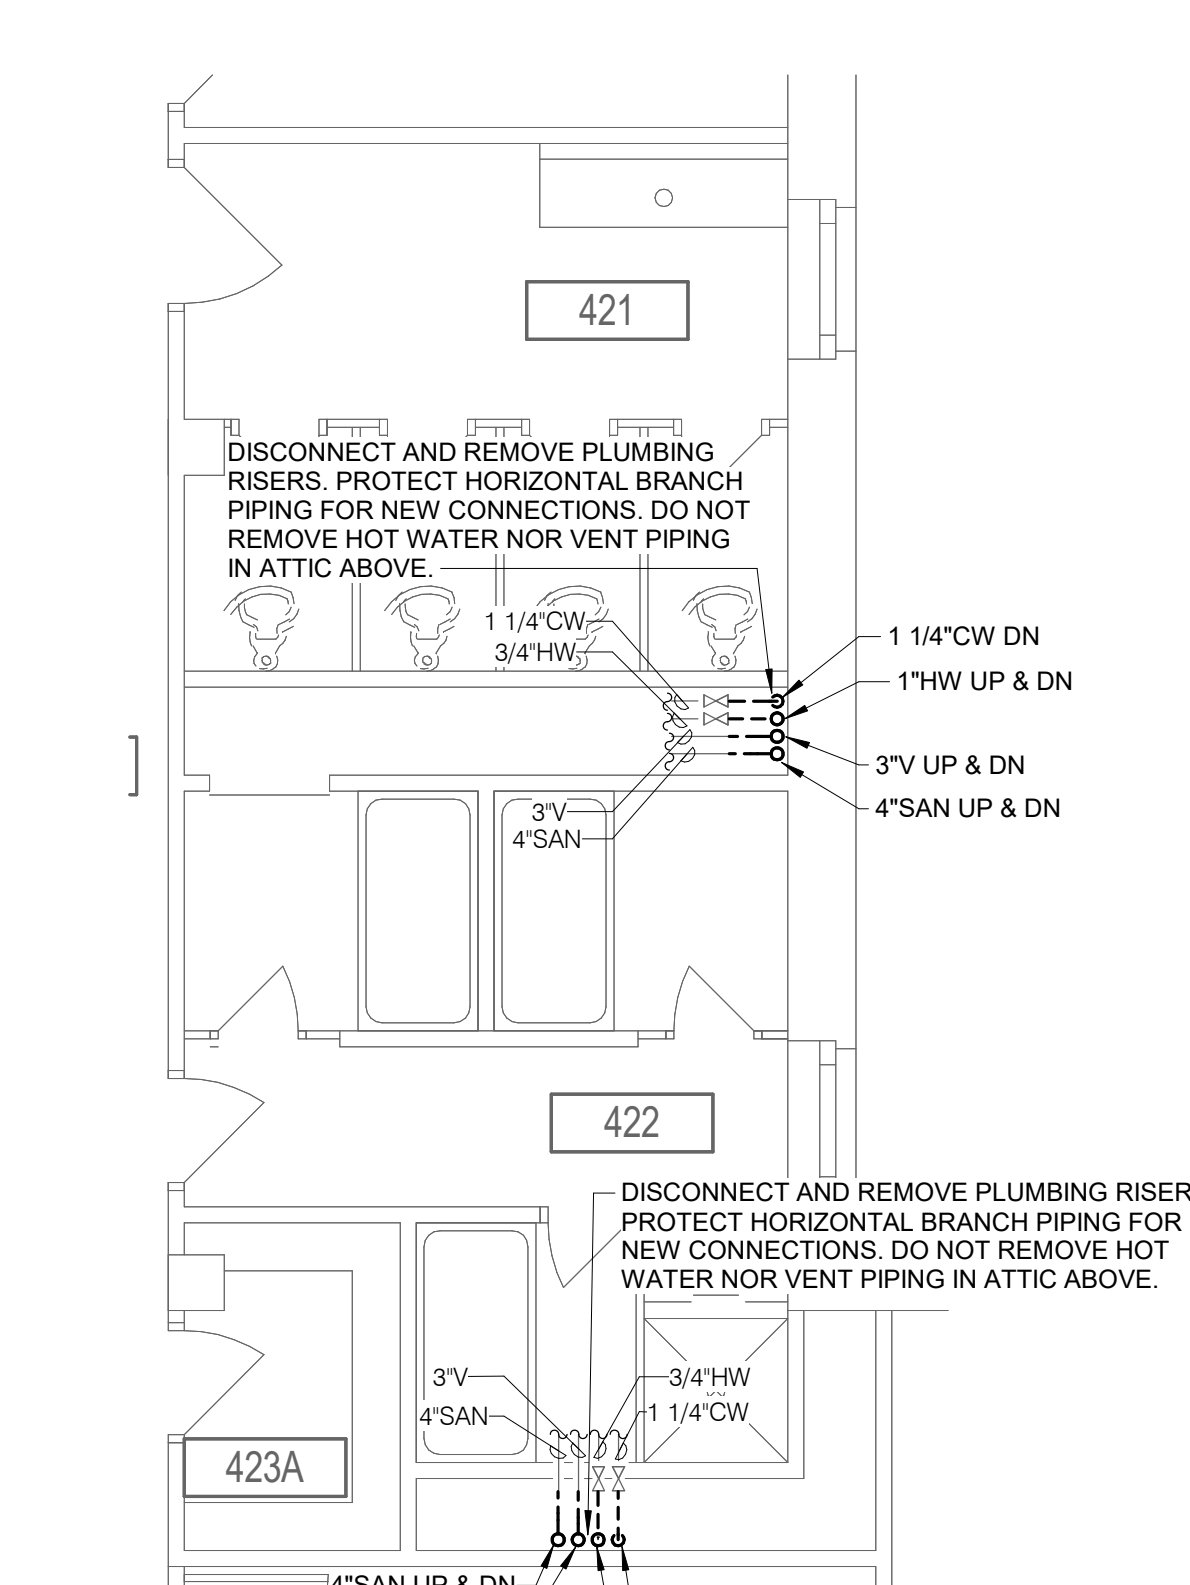 421
DISCONNECT AND REMOVE PLUMBING
RISERS. PROTECT HORIZONTAL BRANCH
PIPING FOR NEW CONNECTIONS. DO NOT
REMOVE HOT WATER NOR VENT PIPING
IN ATTIC ABOVE.
1 1/4"CW
3/4"HW
1 1/4"CW DN
1"HW UP & DN
3"V UP & DN
4"SAN UP & DN
3"V
4"SAN
422
DISCONNECT AND REMOVE PLUMBING RISER
PROTECT HORIZONTAL BRANCH PIPING FOR
NEW CONNECTIONS. DO NOT REMOVE HOT
WATER NOR VENT PIPING IN ATTIC ABOVE.
3"V
4"SAN
3/4"HW
1 1/4"CW
423A
4"SAN UP & DN